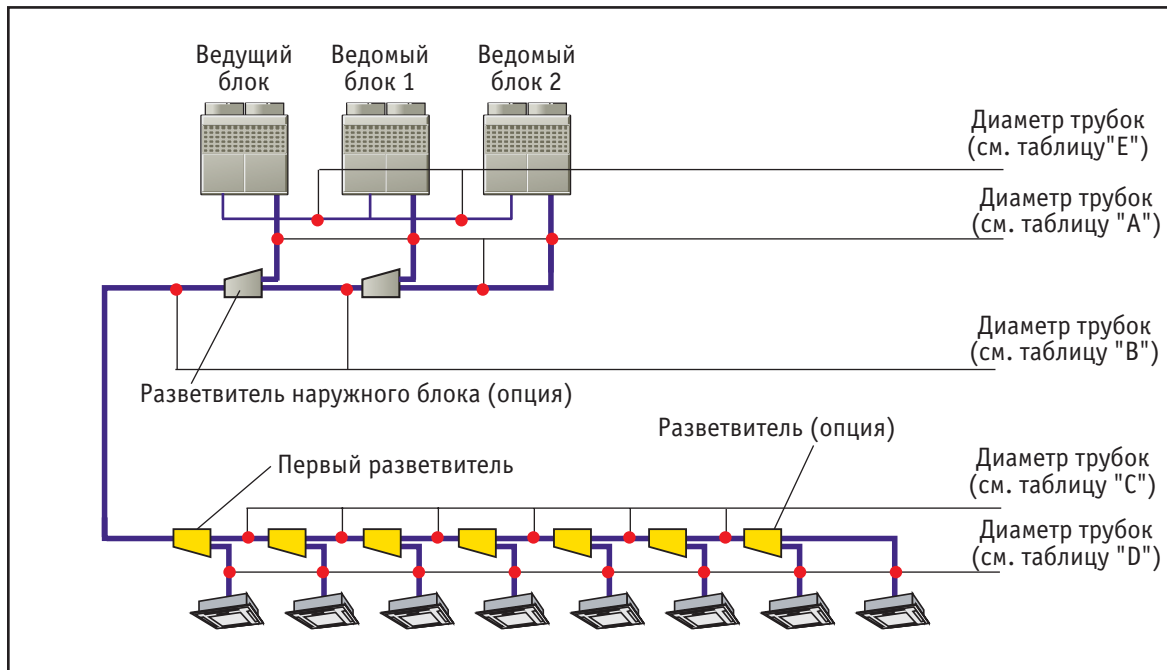 Ведущий
блок
Ведомый
блок 1
Ведомый
блок 2
Диаметр трубок
(см. таблицу"E")
Диаметр трубок
(см. таблицу "A")
Диаметр трубок
(см. таблицу "B")
Разветвитель наружного блока (опция)
Разветвитель (опция)
Первый разветвитель
Диаметр трубок
(см. таблицу "C")
Диаметр трубок
(см. таблицу "D")